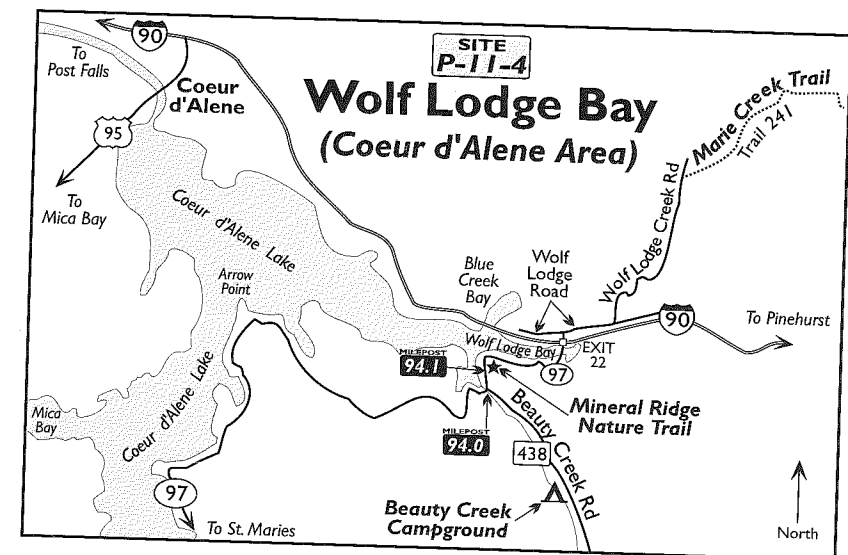 SITE
P-11-4
Wolf Lodge Bay
(Coeur d'Alene Area)
90
To
Post Falls
Coeur
d'Alene
95
To
Mica Bay
Coeur d'Alene Lake
Arrow
Point
Blue
Creek
Bay
Wolf
Lodge
Road
Wolf Lodge Creek Rd
Marie Creek Trail
Trail 241
90
To Pinehurst
Wolf Lodge Bay
EXIT
22
97
MILEPOST
94.1
Mineral Ridge
Nature Trail
MILEPOST
94.0
Beauty Creek Rd
438
Beauty Creek
Campground
Mica
Bay
Coeur d'Alene Lake
97
To St. Maries
North